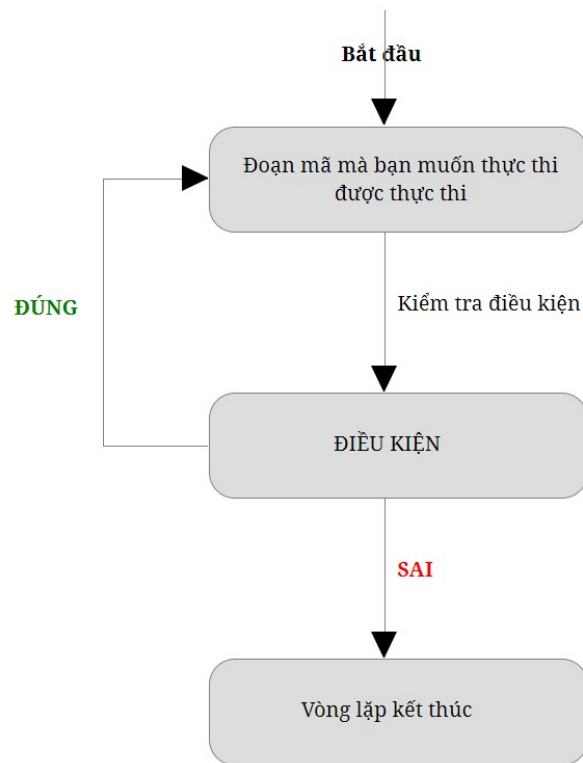 Bắt đầu
Đoạn mã mà bạn muốn thực thi
được thực thi
ĐÚNG
Kiểm tra điều kiện
ĐIỀU KIỆN
SAI
Vòng lặp kết thúc